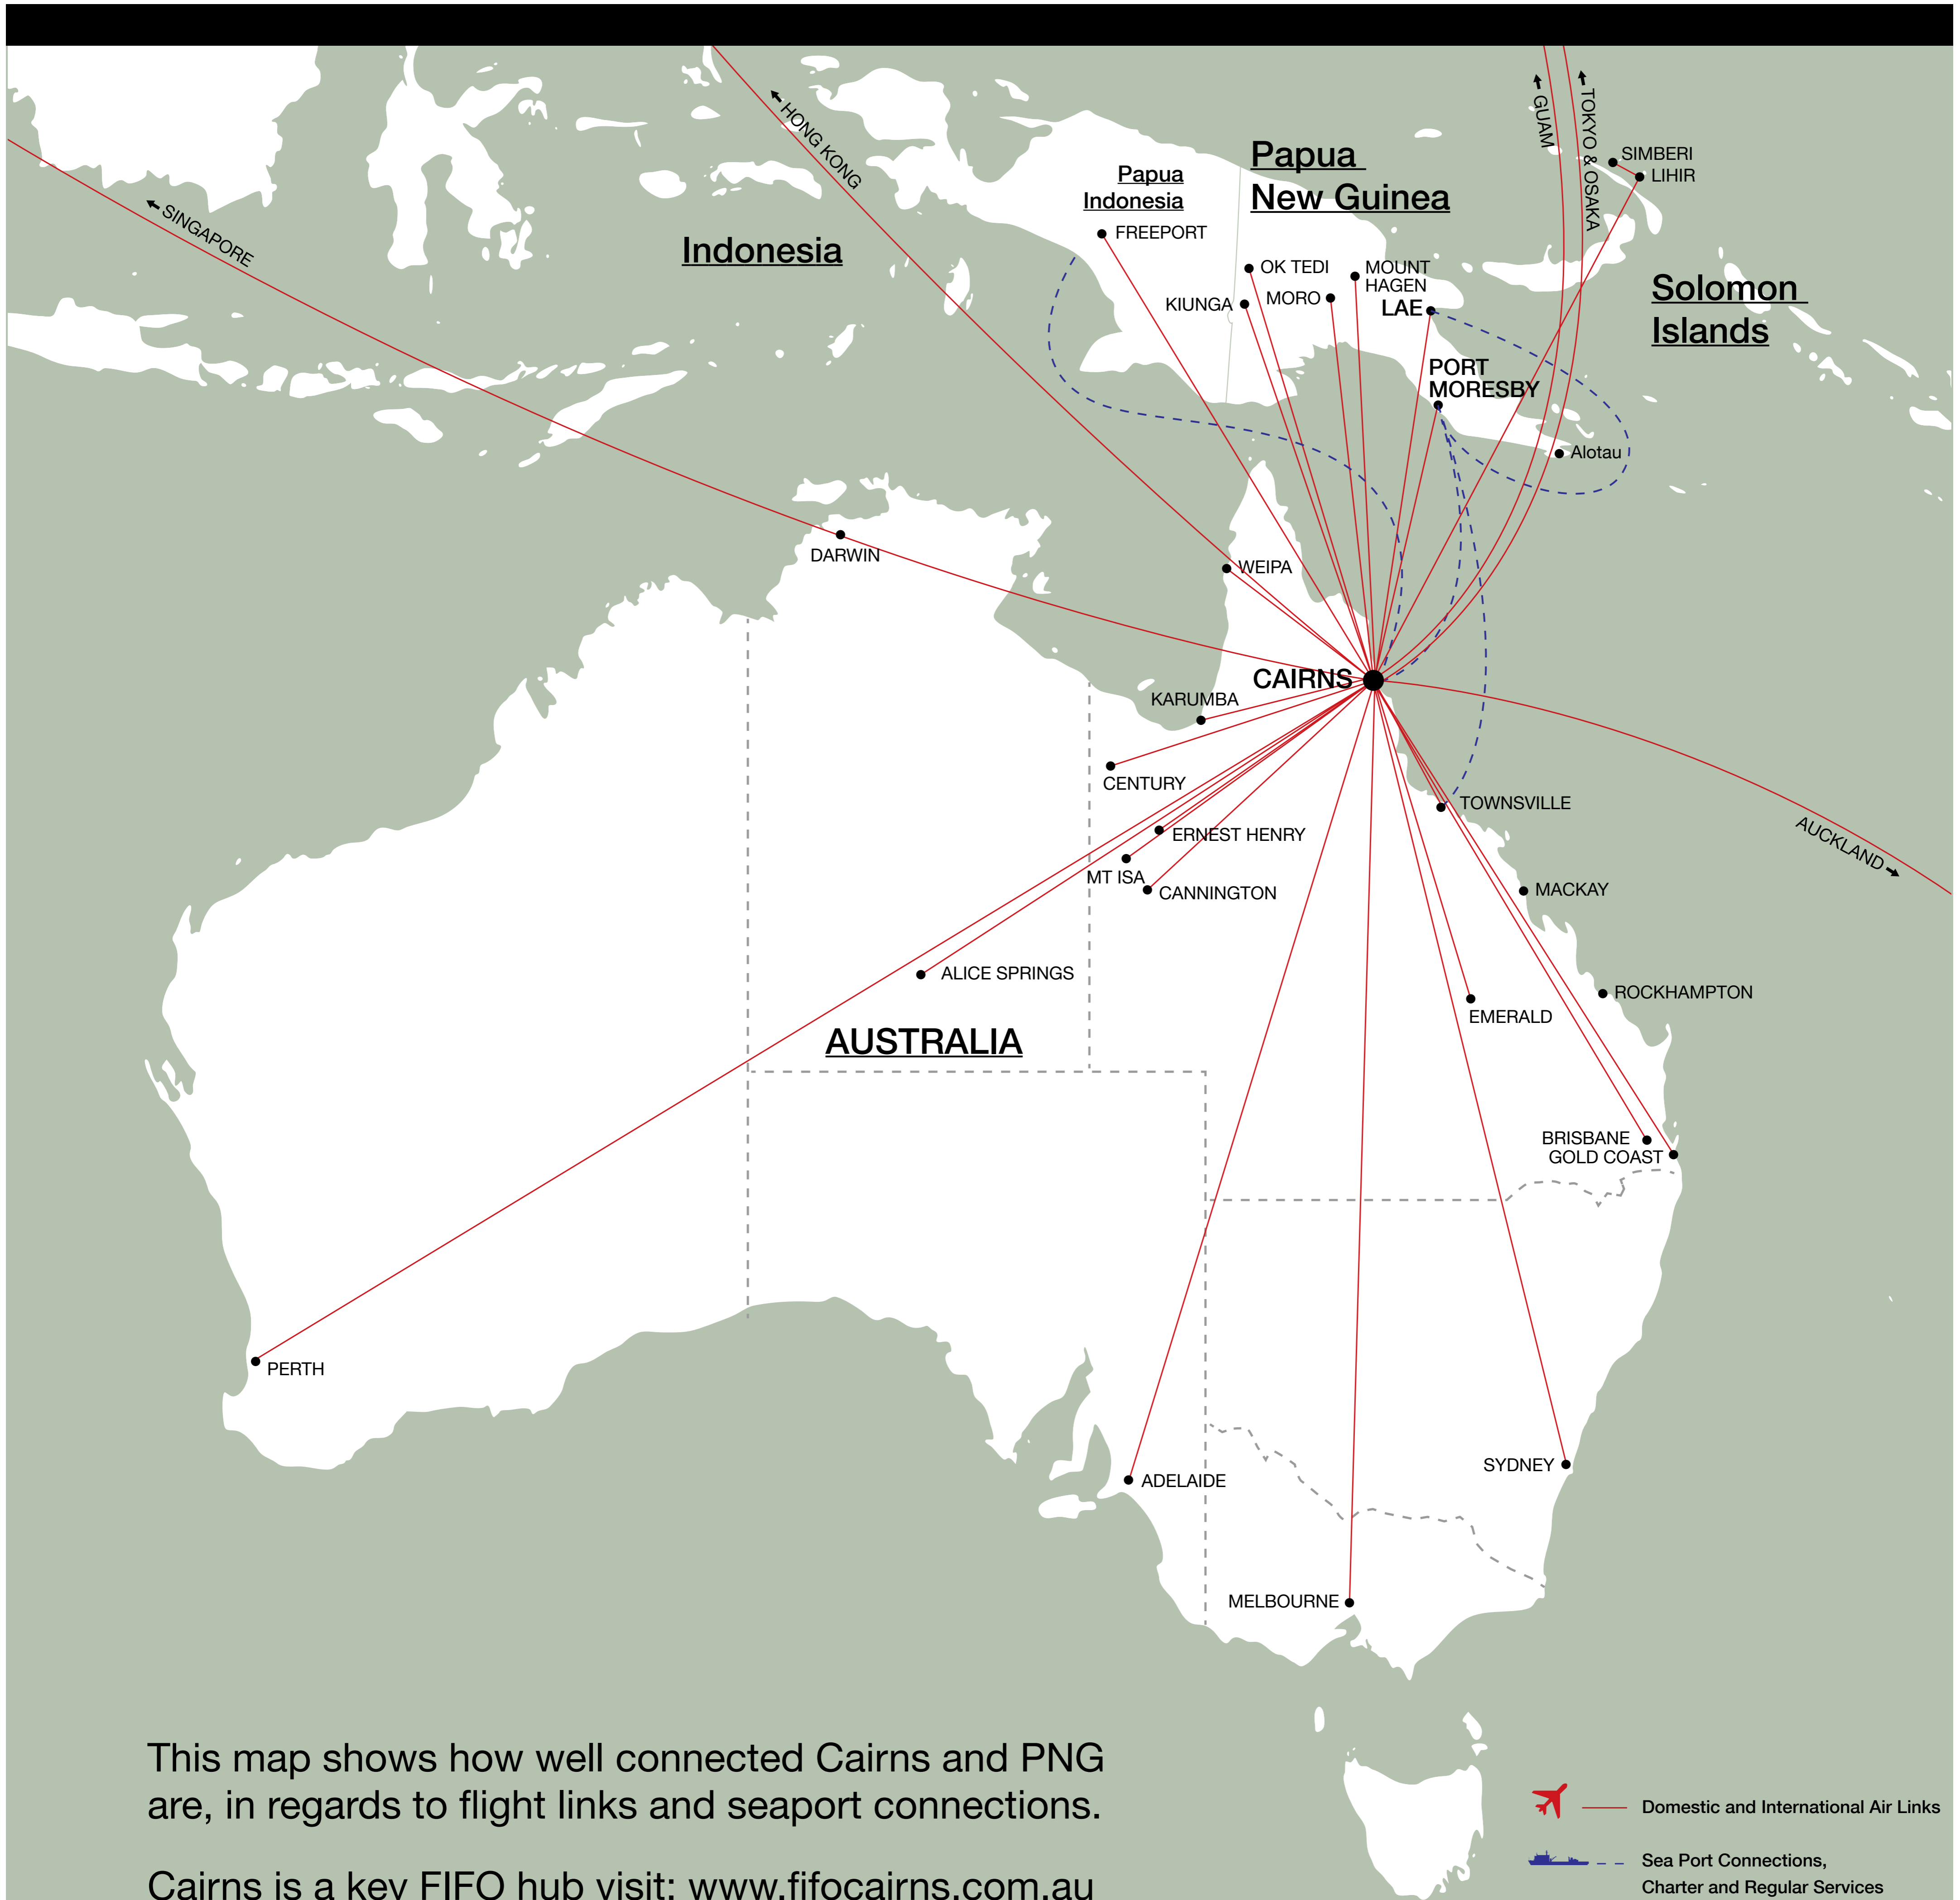 GUAM
TOKYO & OSAKA
HONG KONG
SINGAPORE
Papua
New Guinea
SIMBERI
LIHIR
Papua
Indonesia
FREEPORT
Indonesia
OK TEDI
MOUNT
HAGEN
KIUNGA
MORO
LAE
Solomon
Islands
PORT
MORESBY
Alotau
DARWIN
WEIPA
CAIRNS
KARUMBA
CENTURY
TOWNSVILLE
ERNEST HENRY
AUCKLAND
MT ISA
CANNINGTON
MACKAY
ALICE SPRINGS
ROCKHAMPTON
EMERALD
AUSTRALIA
BRISBANE
GOLD COAST
PERTH
SYDNEY
ADELAIDE
MELBOURNE
This map shows how well connected Cairns and PNG
are, in regards to flight links and seaport connections.
Cairns is a key FIFO hub visit: www.fifocairns.com.au
Domestic and International Air Links
Sea Port Connections,
Charter and Regular Services